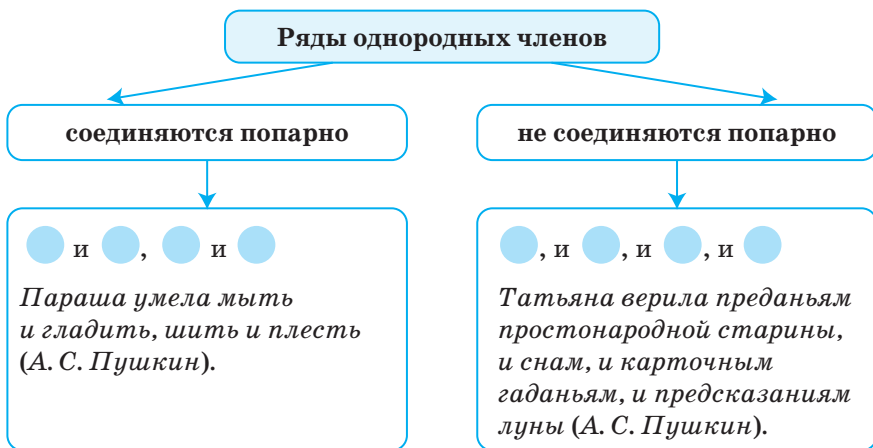 Ряды однородных членов
соединяются попарно
не соединяются попарно
и , и
Параша умела мыть
и гладить, шить и плесть
(А. С. Пушкин).
, и , и , и
Татьяна верила преданьям
простонародной старины,
и снам, и карточным
гаданьям, и предсказаниям
луны (А. С. Пушкин).